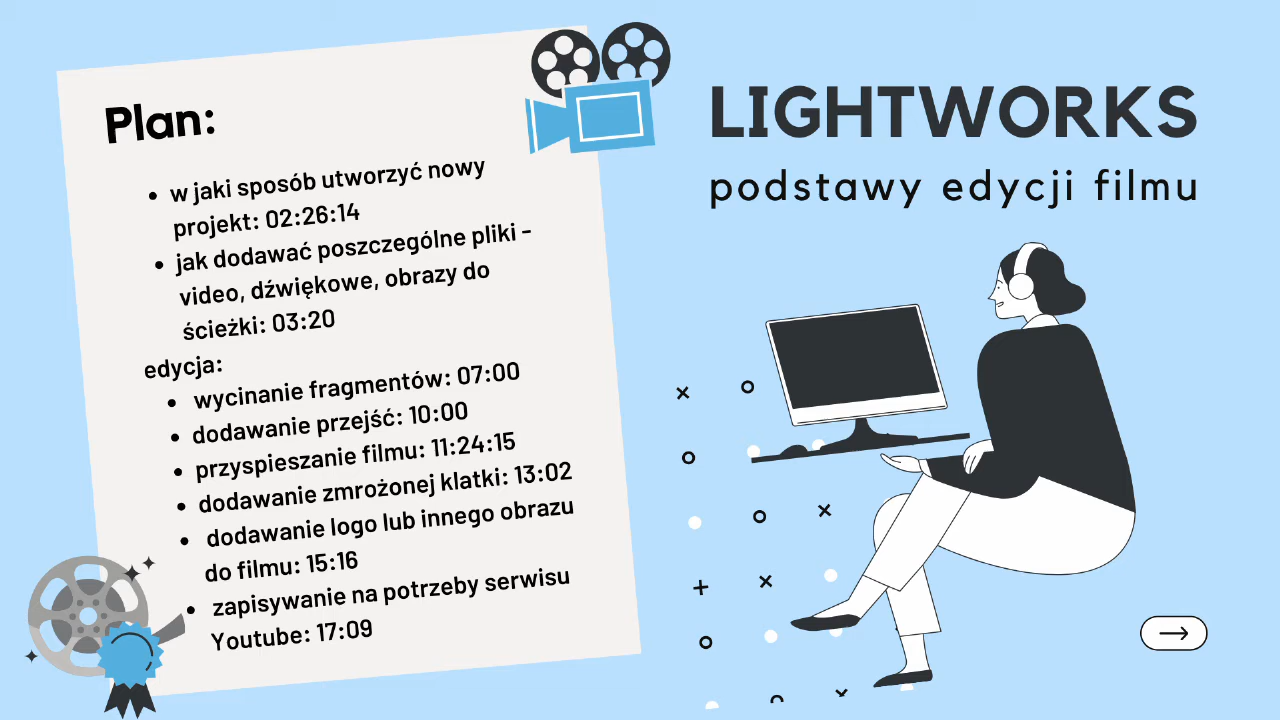 Plan:
w jaki sposób utworzyć nowy
projekt: 02:26:14
jak dodawać poszczególne pliki -
video, dźwiękowe, obrazy do
ścieżki: 03:20
edycja:
wycinanie fragmentów: 07:00
dodawanie przejść: 10:00
przyspieszanie filmu: 11:24:15
dodawanie zmrożonej klatki: 13:02
dodawanie logo lub innego obrazu
do filmu: 15:16
zapisywanie na potrzeby serwisu
Youtube: 17:09
LIGHTWORKS
podstawy edycji filmu